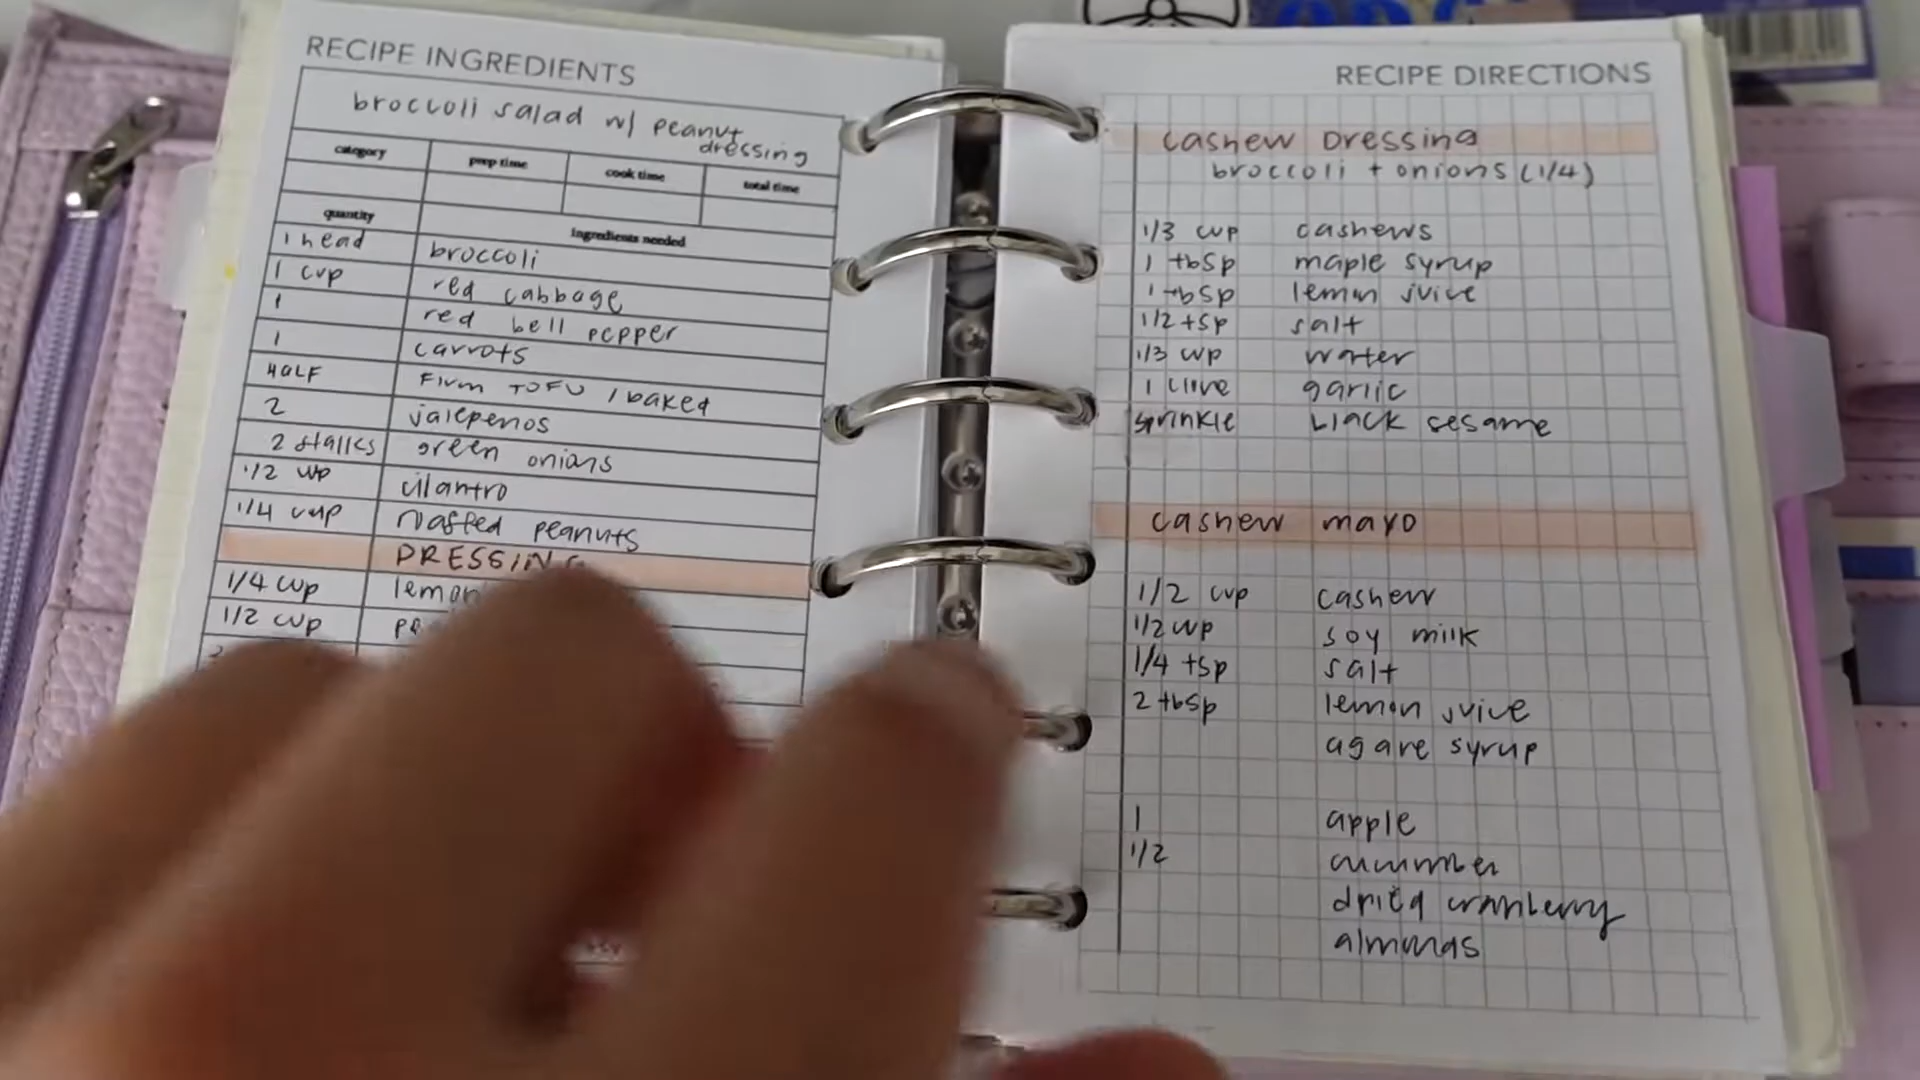 RECIPE INGREDIENTS
broccoli salad w/ peanut
dressing
category prep time cook time total time
quantity ingredients needed
1 head broccoli
1 cup red cabbage
1 red bell pepper
1 carrots
HALF Firm TOFU / baked
2 jalepenos
2 stalks green onions
1/2 cup cilantro
1/4 cup roasted peanuts
DRESSING
1/4 cup lemon
1/2 cup
RECIPE DIRECTIONS
cashew Dressing
broccoli + onions (1/4)
1/3 cup cashews
1 tbsp maple syrup
1 tbsp lemon juice
1/2 tsp salt
1/3 cup water
1 clove garlic
sprinkle black sesame
cashew mayo
1/2 cup cashew
1/2 cup soy milk
1/4 tsp salt
2 tbsp lemon juice
agave syrup
1 apple
1/2 cucumber
dried cranberry
almonds